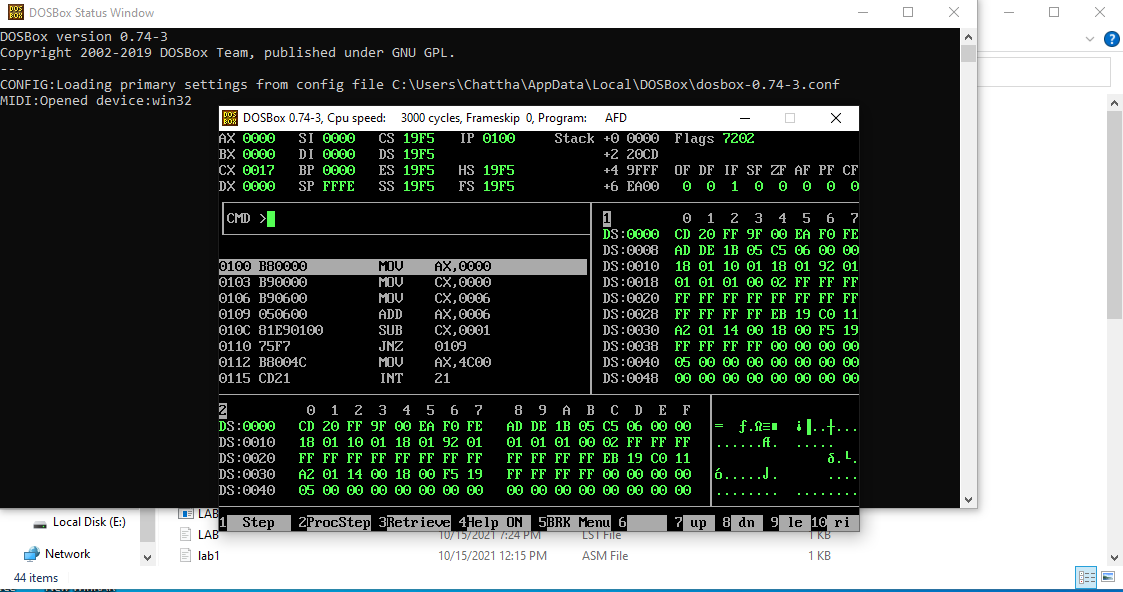 DOSBox Status Window
DOSBox version 0.74-3
Copyright 2002-2019 DOSBox Team, published under GNU GPL.
---
CONFIG:Loading primary settings from config file C:\Users\Chattha\AppData\Local\DOSBox\dosbox-0.74-3.conf
MIDI:Opened device:win32
DOSBox 0.74-3, Cpu speed: 3000 cycles, Frameskip 0, Program: AFD
AX 0000 SI 0000 CS 19F5 IP 0100 Stack +0 0000 Flags 7202
BX 0000 DI 0000 DS 19F5 +2 20CD
CX 0017 BP 0000 ES 19F5 HS 19F5 +4 9FFF OF DF IF SF ZF AF PF CF
DX 0000 SP FFFE SS 19F5 FS 19F5 +6 EA00 0 0 1 0 0 0 0 0
CMD >
1 0 1 2 3 4 5 6 7
DS:0000 CD 20 FF 9F 00 EA F0 FE
DS:0008 AD DE 1B 05 C5 06 00 00
DS:0010 18 01 10 01 18 01 92 01
DS:0018 01 01 01 00 02 FF FF FF
DS:0020 FF FF FF FF FF FF FF FF
DS:0028 FF FF FF FF EB 19 C0 11
DS:0030 A2 01 14 00 18 00 F5 19
DS:0038 FF FF FF FF 00 00 00 00
DS:0040 05 00 00 00 00 00 00 00
DS:0048 00 00 00 00 00 00 00 00
0100 B80000 MOV AX,0000
0103 B90000 MOV CX,0000
0106 B90600 MOV CX,0006
0109 050600 ADD AX,0006
010C 81E90100 SUB CX,0001
0110 75F7 JNZ 0109
0112 B8004C MOV AX,4C00
0115 CD21 INT 21
2 0 1 2 3 4 5 6 7 8 9 A B C D E F
DS:0000 CD 20 FF 9F 00 EA F0 FE AD DE 1B 05 C5 06 00 00
DS:0010 18 01 10 01 18 01 92 01 01 01 01 00 02 FF FF FF
DS:0020 FF FF FF FF FF FF FF FF FF FF FF FF EB 19 C0 11
DS:0030 A2 01 14 00 18 00 F5 19 FF FF FF FF 00 00 00 00
DS:0040 05 00 00 00 00 00 00 00 00 00 00 00 00 00 00 00
1 Step 2ProcStep 3Retrieve 4Help ON 5BRK Menu 6 7 up 8 dn 9 le 10 ri
Local Disk (E:)
Network
LAB
LAB 10/15/2021 7:24 PM LST File 1 KB
lab1 10/15/2021 12:15 PM ASM File 1 KB
44 items